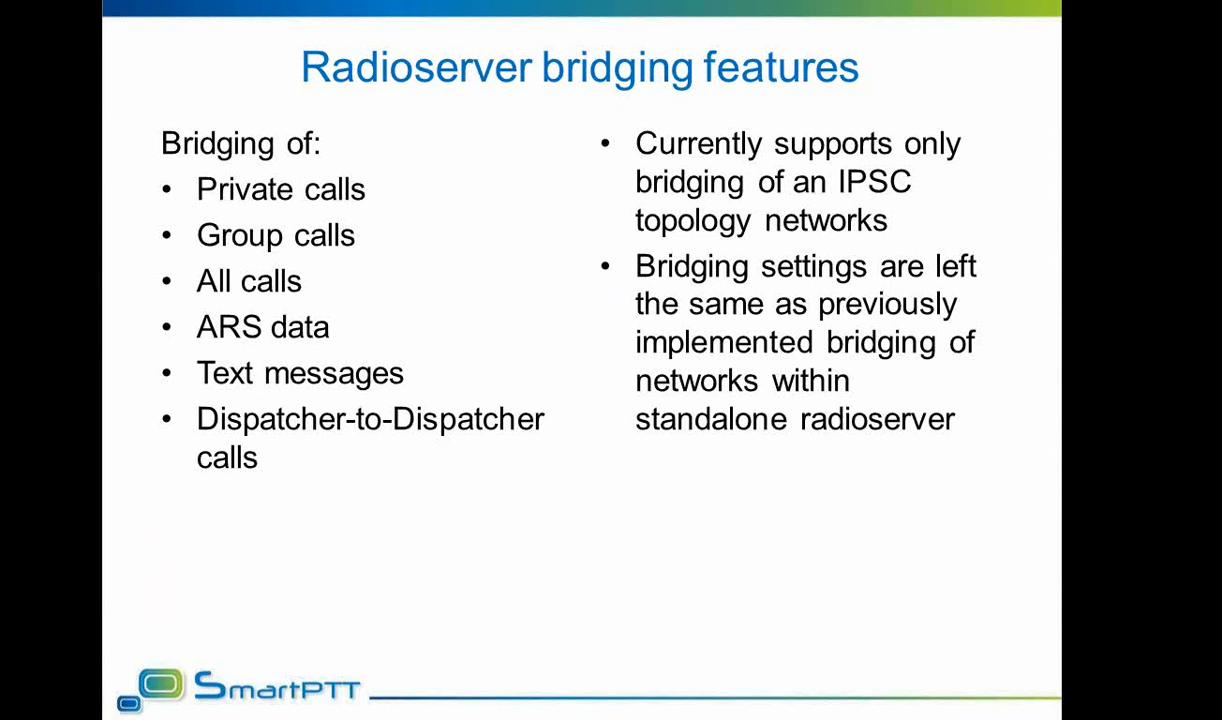 Radioserver bridging features
Bridging of:
• Private calls
• Group calls
• All calls
• ARS data
• Text messages
• Dispatcher-to-Dispatcher
calls
• Currently supports only
bridging of an IPSC
topology networks
• Bridging settings are left
the same as previously
implemented bridging of
networks within
standalone radioserver
SmartPTT